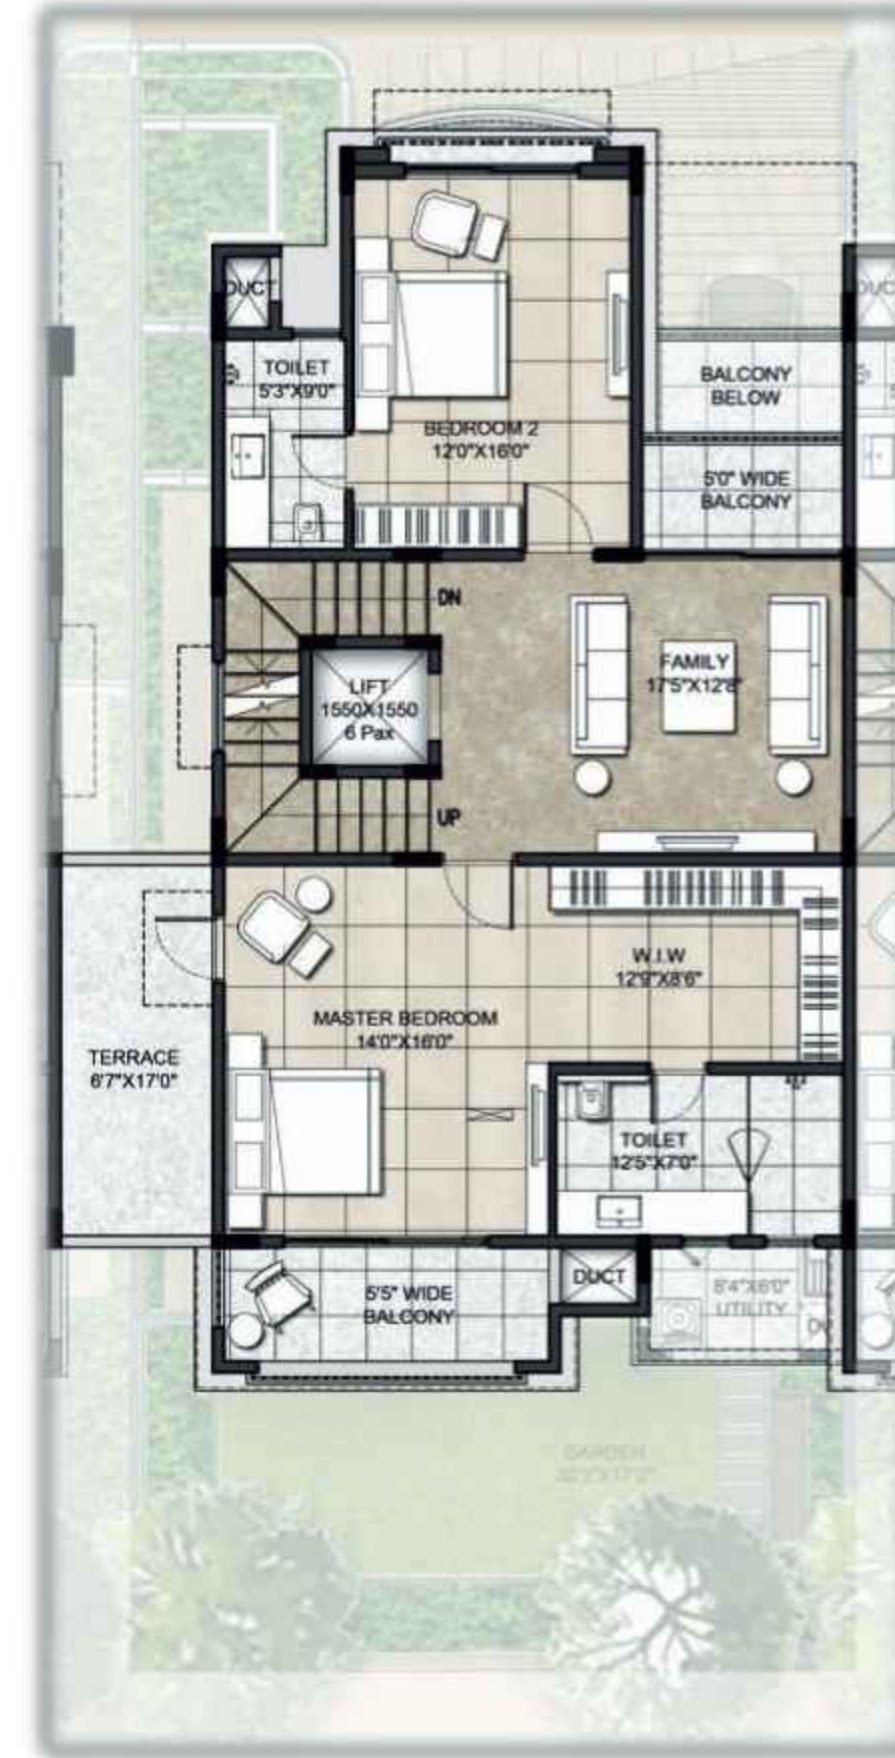 DUCT
TOILET
5'3"X9'0"
BEDROOM 2
12'0"X16'0"
BALCONY
BELOW
5'0" WIDE
BALCONY
DN
LIFT
1550X1550
6 Pax
FAMILY
17'5"X12'8"
UP
W.I.W
12'9"X8'6"
MASTER BEDROOM
14'0"X16'0"
TERRACE
6'7"X17'0"
TOILET
12'5"X7'0"
5'5" WIDE
BALCONY
DUCT
UTILITY
GARDEN